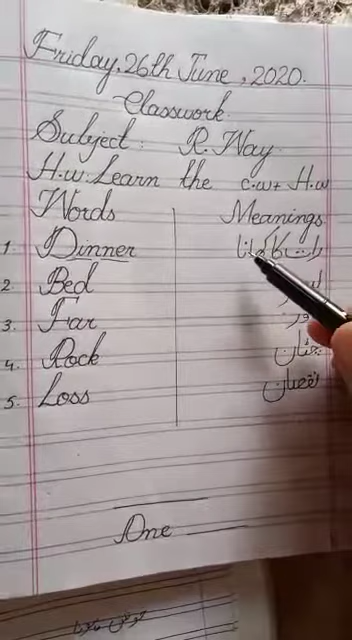 Friday, 26th June, 2020.
Classwork.
Subject: R. Way
H.w: Learn the c.w + H.w
Words Meanings
1. Dinner رات کا کھانا
2. Bed
3. Far
4. Rock چٹان
5. Loss نقصان
One